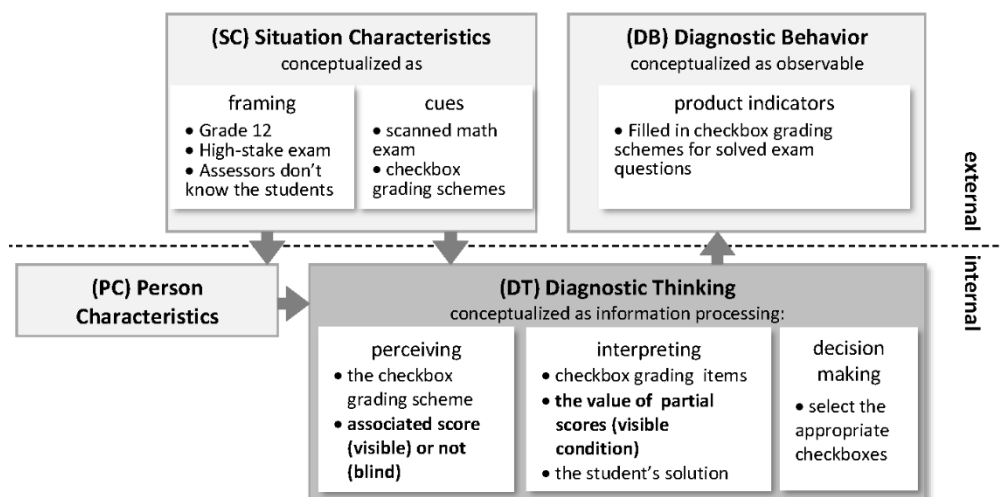 (SC) Situation Characteristics
conceptualized as
framing
• Grade 12
• High-stake exam
• Assessors don't
know the students
cues
• scanned math
exam
• checkbox
grading schemes
(DB) Diagnostic Behavior
conceptualized as observable
product indicators
• Filled in checkbox grading
schemes for solved exam
questions
external
internal
(PC) Person
Characteristics
(DT) Diagnostic Thinking
conceptualized as information processing:
perceiving
• the checkbox
grading scheme
• associated score
(visible) or not
(blind)
interpreting
• checkbox grading items
• the value of partial
scores (visible
condition)
• the student's solution
decision
making
• select the
appropriate
checkboxes